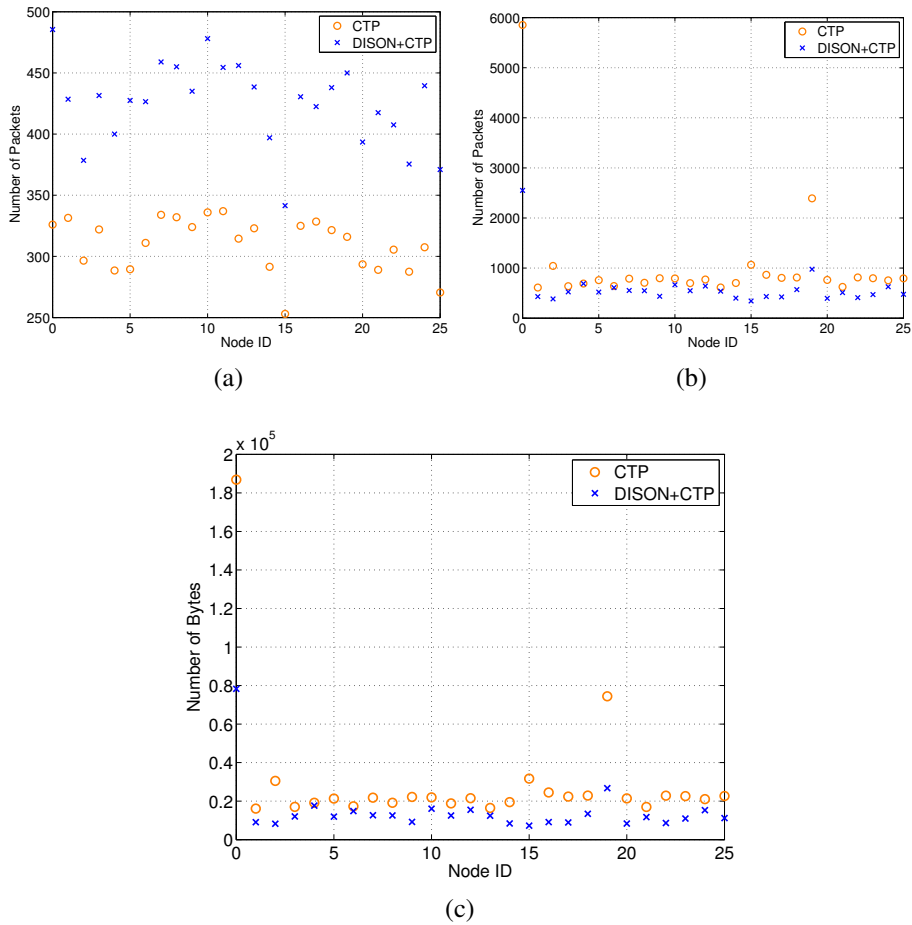 500
450
400
350
300
250
0
5
10
15
20
25
Number of Packets
Node ID
CTP
DISON+CTP
(a)
6000
5000
4000
3000
2000
1000
0
0
5
10
15
20
25
Number of Packets
Node ID
CTP
DISON+CTP
(b)
x 10^5
2
1.8
1.6
1.4
1.2
1
0.8
0.6
0.4
0.2
0
0
5
10
15
20
25
Number of Bytes
Node ID
CTP
DISON+CTP
(c)